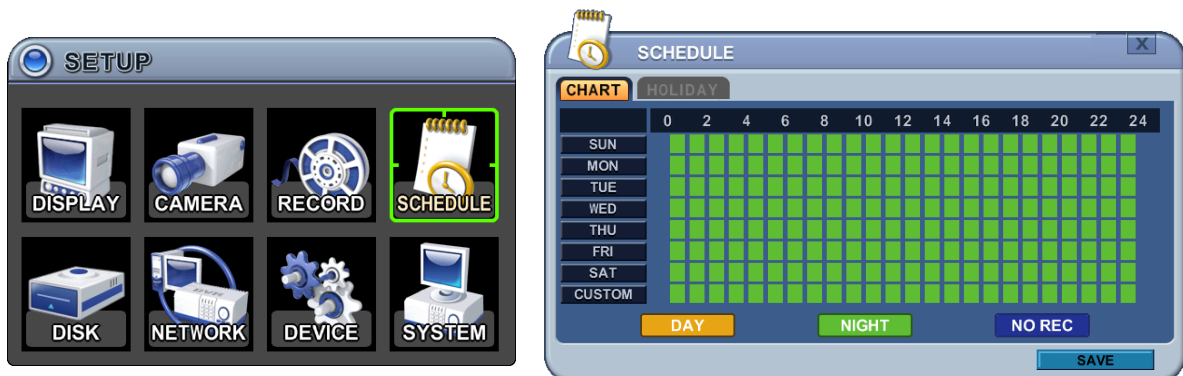 SETUP
DISPLAY CAMERA RECORD SCHEDULE
DISK NETWORK DEVICE SYSTEM
SCHEDULE X
CHART HOLIDAY
0 2 4 6 8 10 12 14 16 18 20 22 24
SUN
MON
TUE
WED
THU
FRI
SAT
CUSTOM
DAY NIGHT NO REC
SAVE